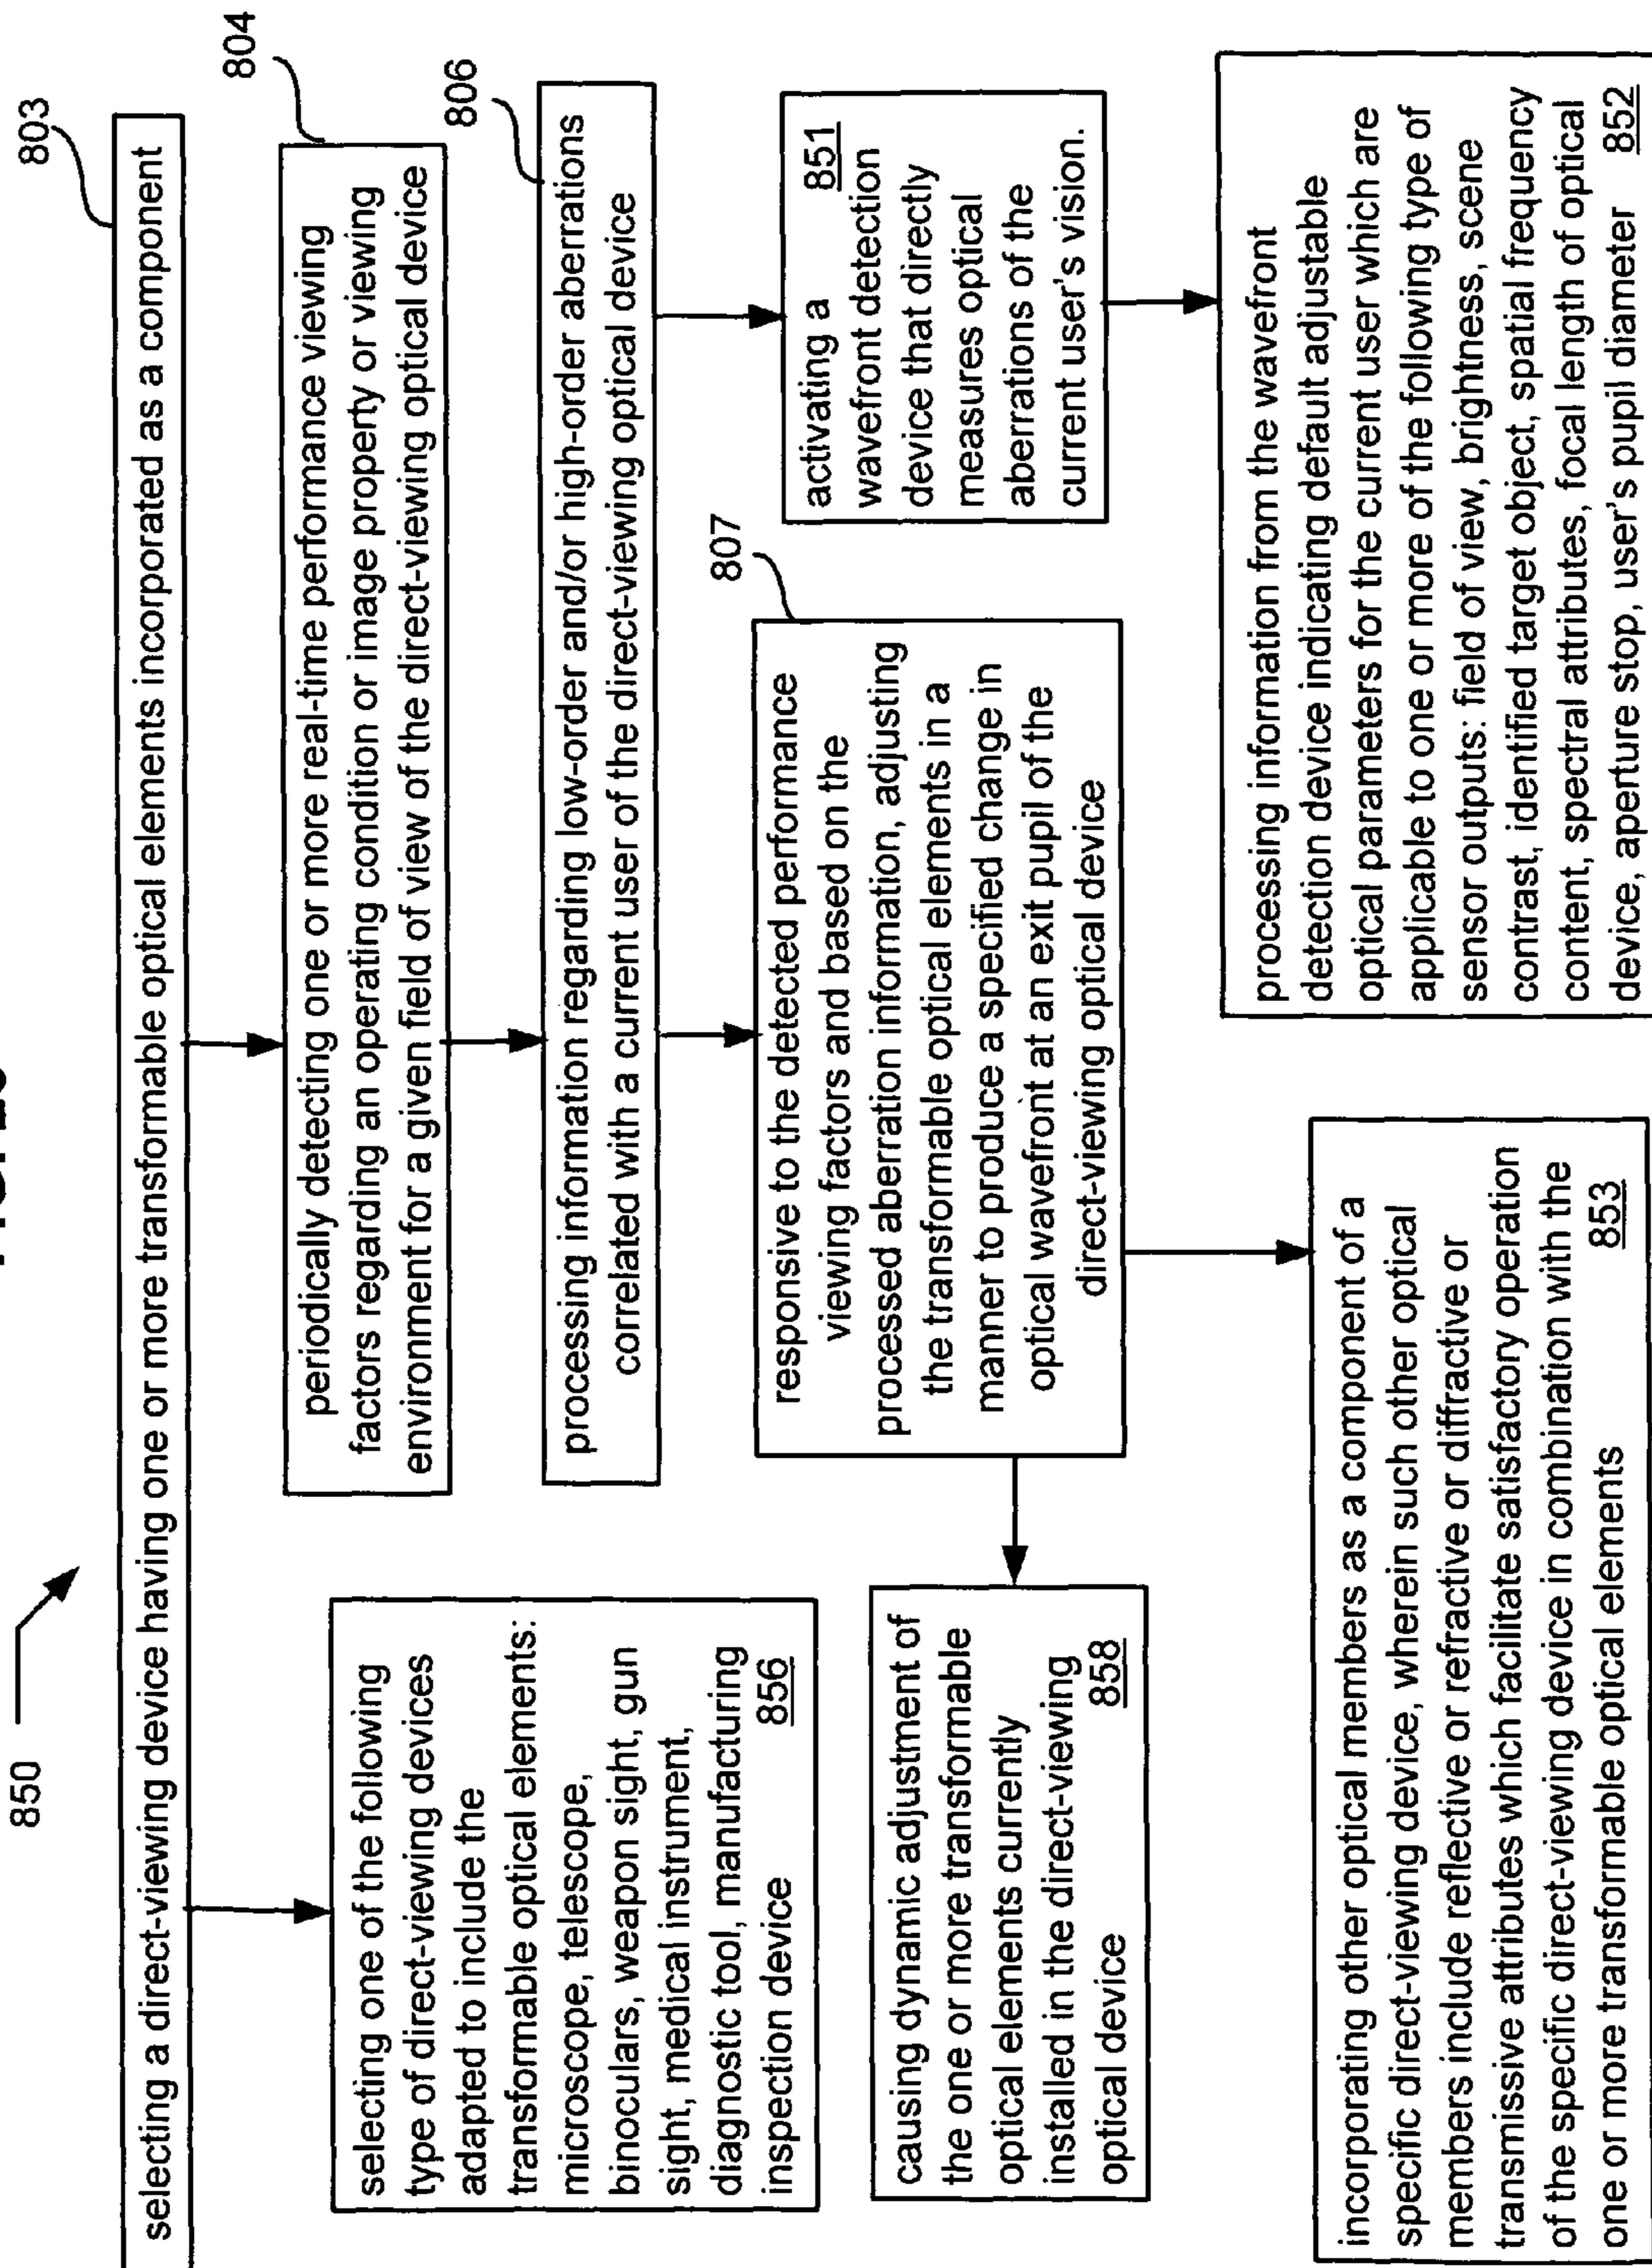 850
803
selecting a direct-viewing device having one or more transformable optical elements incorporated as a component
804
periodically detecting one or more real-time performance viewing
factors regarding an operating condition or image property or viewing
environment for a given field of view of the direct-viewing optical device
806
processing information regarding low-order and/or high-order aberrations
correlated with a current user of the direct-viewing optical device
selecting one of the following
type of direct-viewing devices
adapted to include the
transformable optical elements:
microscope, telescope,
binoculars, weapon sight, gun
sight, medical instrument,
diagnostic tool, manufacturing
inspection device 856
807
responsive to the detected performance
viewing factors and based on the
processed aberration information, adjusting
the transformable optical elements in a
manner to produce a specified change in
optical wavefront at an exit pupil of the
direct-viewing optical device
activating a 851
wavefront detection
device that directly
measures optical
aberrations of the
current user's vision.
causing dynamic adjustment of
the one or more transformable
optical elements currently
installed in the direct-viewing
optical device 858
incorporating other optical members as a component of a
specific direct-viewing device, wherein such other optical
members include reflective or refractive or diffractive or
transmissive attributes which facilitate satisfactory operation
of the specific direct-viewing device in combination with the
one or more transformable optical elements 853
processing information from the wavefront
detection device indicating default adjustable
optical parameters for the current user which are
applicable to one or more of the following type of
sensor outputs: field of view, brightness, scene
contrast, identified target object, spatial frequency
content, spectral attributes, focal length of optical
device, aperture stop, user's pupil diameter 852